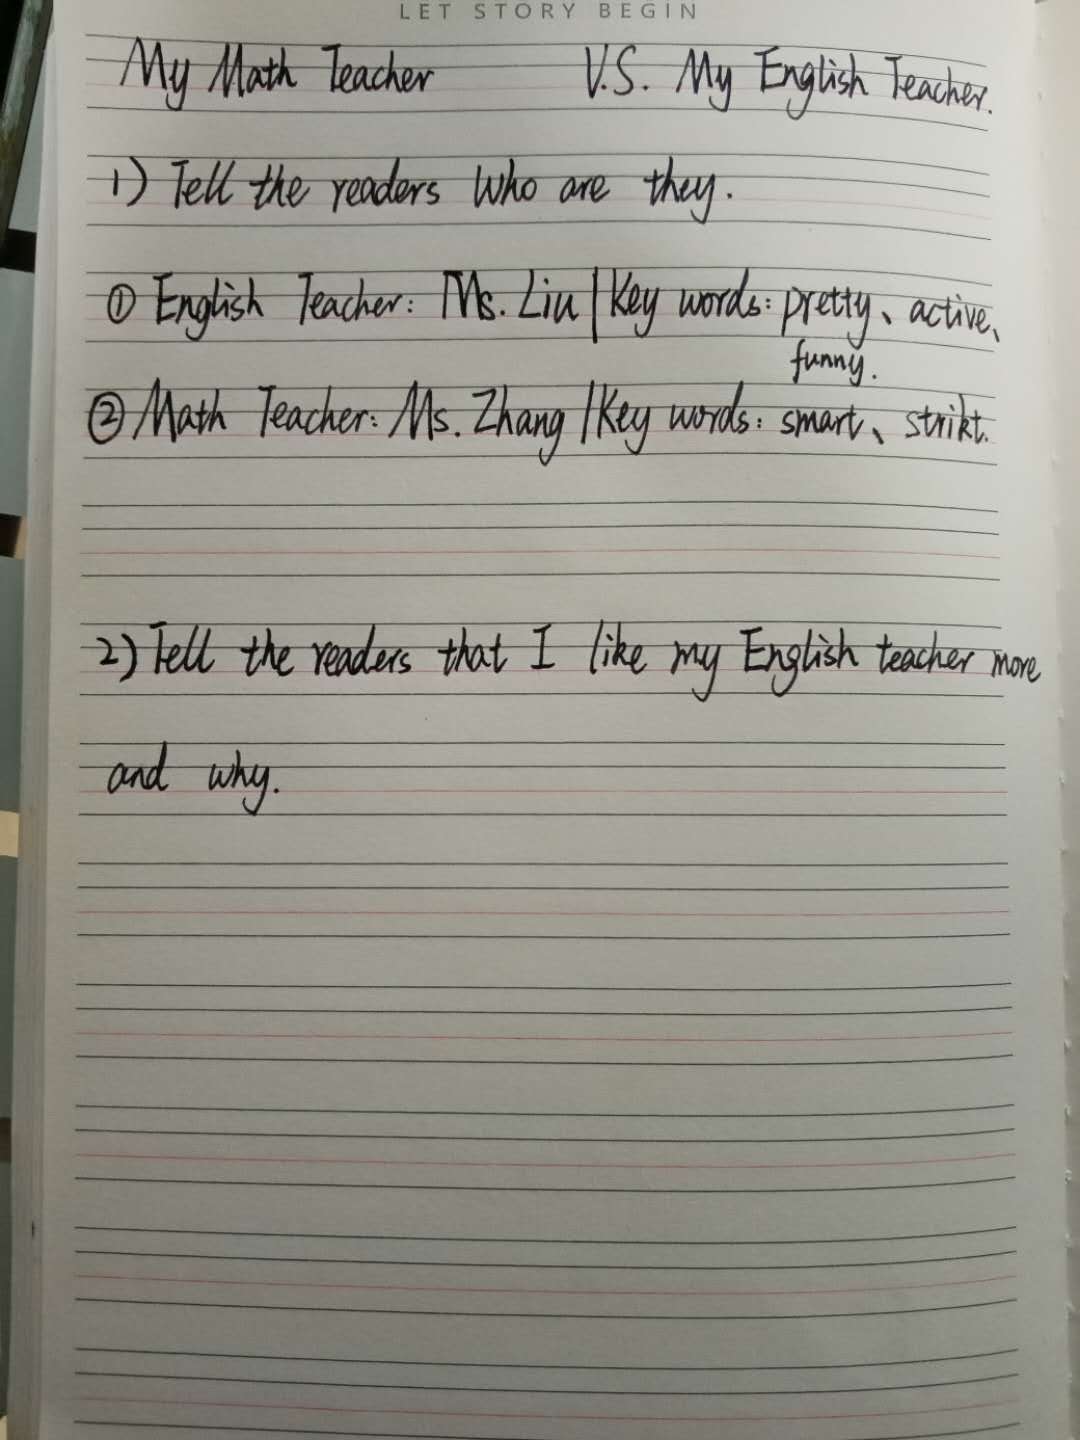 LET STORY BEGIN
My Math Teacher V.S. My English Teacher.
1) Tell the readers who are they.
① English Teacher: Ms. Liu | Key words: pretty、active、
funny.
② Math Teacher: Ms. Zhang | Key words: smart、strikt.
2) Tell the readers that I like my English teacher more
and why.